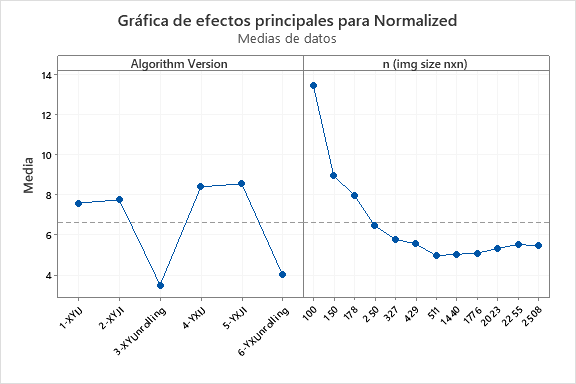 Gráfica de efectos principales para Normalized
Medias de datos
Algorithm Version
n (img size nxn)
Media
14
12
10
8
6
4
1-XYIJ
2-XYJI
3-XYunrolling
4-YXIJ
5-YXJI
6-YXunrolling
100
150
178
250
327
429
511
1440
1776
2023
2255
2508